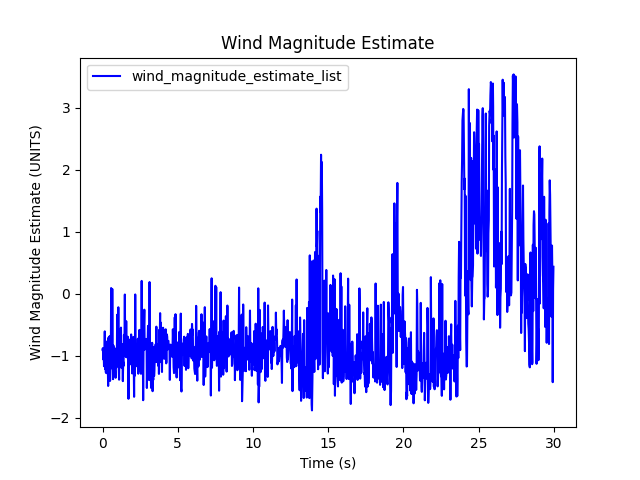 Wind Magnitude Estimate
wind_magnitude_estimate_list
Wind Magnitude Estimate (UNITS)
3
2
1
0
−1
−2
0 5 10 15 20 25 30
Time (s)